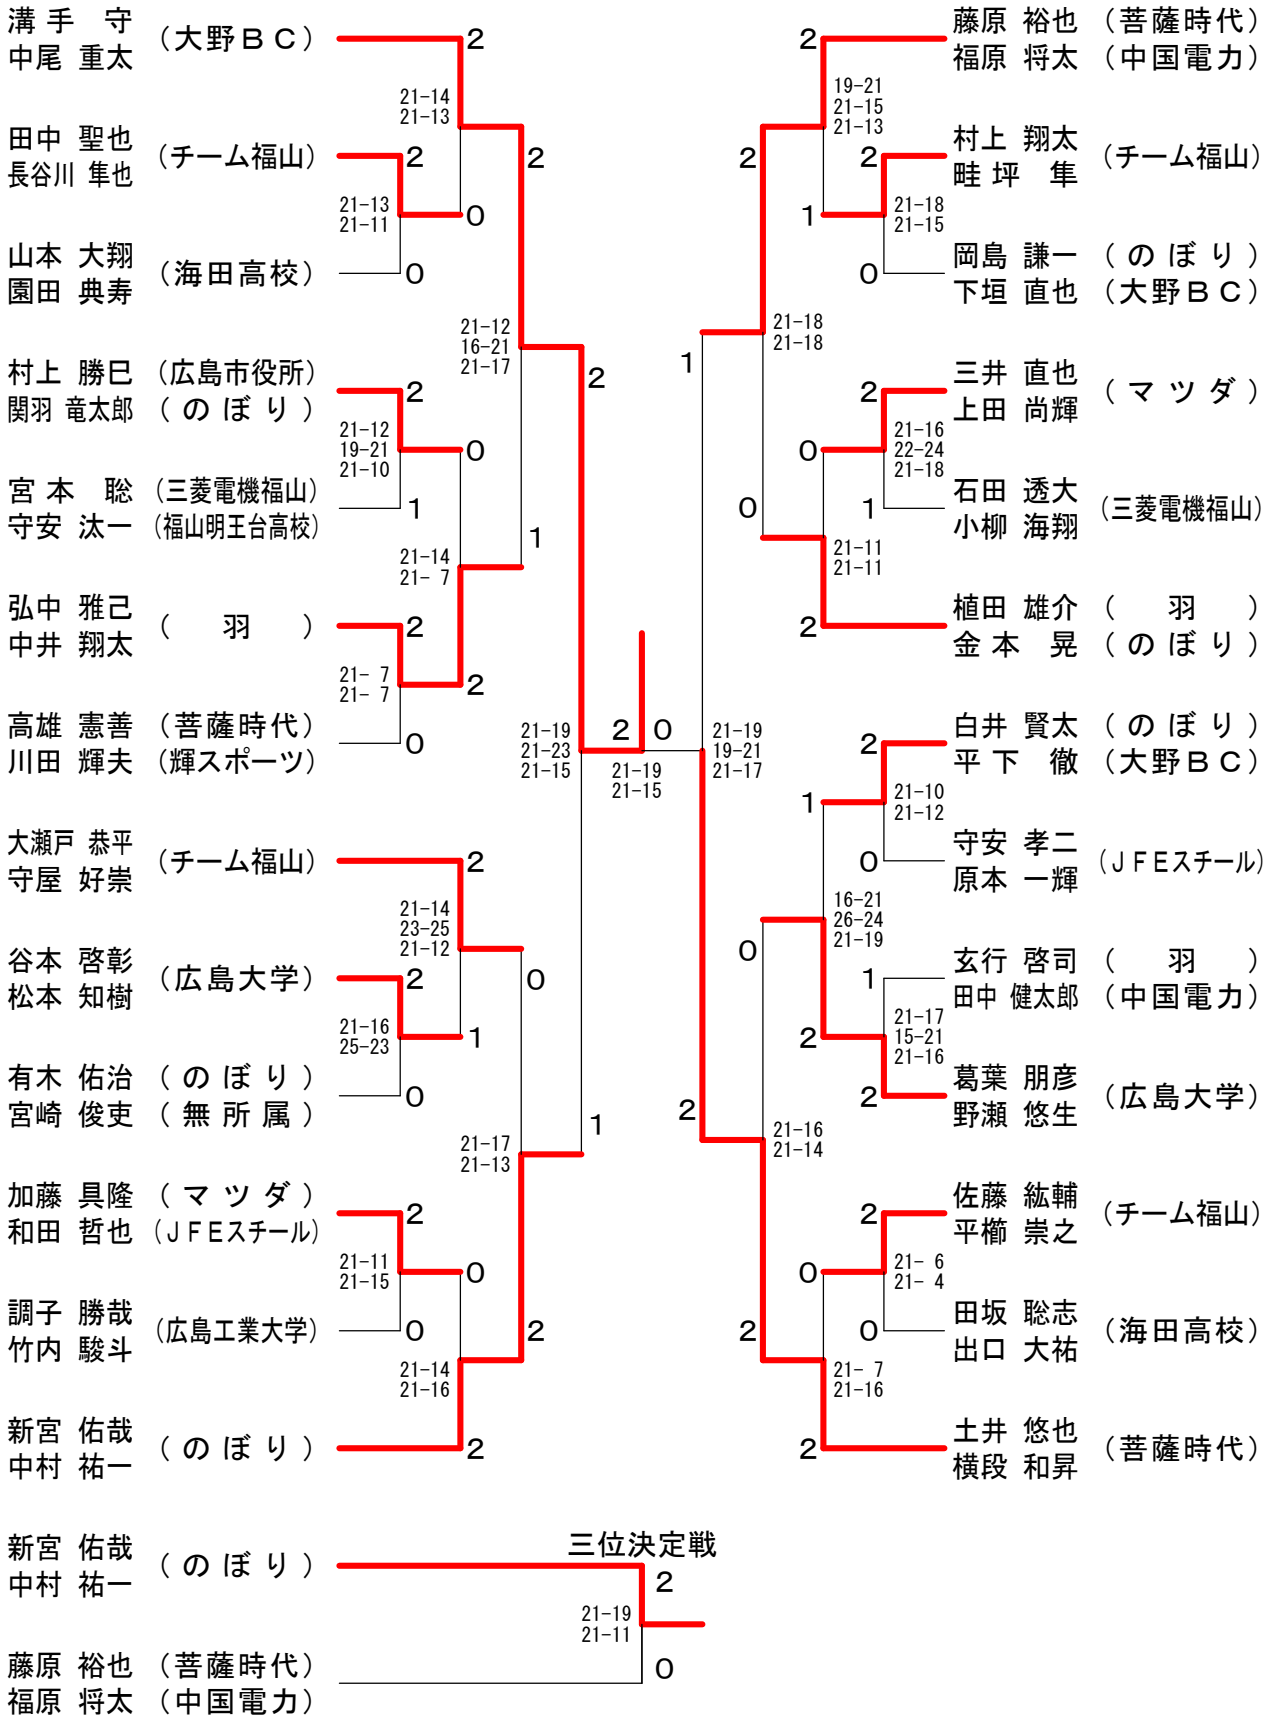 溝手 守 (大野BC)
中尾 重太
2
21-14
21-13
田中 聖也 (チーム福山)
長谷川 隼也
2
2
21-13
21-11
0
山本 大翔 (海田高校)
園田 典寿
0
21-12
16-21
21-17
村上 勝巳 (広島市役所)
関羽 竜太郎 (のぼり)
2
2
21-12
19-21
21-10
0
宮本 聡 (三菱電機福山)
守安 汰一 (福山明王台高校)
1
1
21-14
21- 7
弘中 雅己 (羽)
中井 翔太
2
21- 7
21- 7
2
高雄 憲善 (菩薩時代)
川田 輝夫 (輝スポーツ)
0
21-19
21-23
21-15
2 0
21-19
21-15
大瀬戸 恭平 (チーム福山)
守屋 好崇
2
21-14
23-25
21-12
谷本 啓彰 (広島大学)
松本 知樹
2
0
21-16
25-23
1
有木 佑治 (のぼり)
宮崎 俊吏 (無所属)
0
1
21-17
21-13
加藤 具隆 (マツダ)
和田 哲也 (JFEスチール)
2
21-11
21-15
0
調子 勝哉 (広島工業大学)
竹内 駿斗
0
2
21-14
21-16
新宮 佑哉 (のぼり)
中村 祐一
2
2
藤原 裕也 (菩薩時代)
福原 将太 (中国電力)
19-21
21-15
21-13
2
2
村上 翔太 (チーム福山)
畦坪 隼
1
21-18
21-15
0
岡島 謙一 (のぼり)
下垣 直也 (大野BC)
21-18
21-18
1
2
三井 直也 (マツダ)
上田 尚輝
0
21-16
22-24
21-18
0
1
石田 透大 (三菱電機福山)
小柳 海翔
21-11
21-11
2
植田 雄介 (羽)
金本 晃 (のぼり)
21-19
19-21
21-17
2
白井 賢太 (のぼり)
平下 徹 (大野BC)
1
21-10
21-12
0
守安 孝二 (JFEスチール)
原本 一輝
16-21
26-24
21-19
0
1
玄行 啓司 (羽)
田中 健太郎 (中国電力)
2
21-17
15-21
21-16
2
葛葉 朋彦 (広島大学)
野瀬 悠生
2
21-16
21-14
2
佐藤 紘輔 (チーム福山)
平櫛 崇之
0
21- 6
21- 4
2
0
田坂 聡志 (海田高校)
出口 大祐
21- 7
21-16
2
土井 悠也 (菩薩時代)
横段 和昇
三位決定戦
新宮 佑哉 (のぼり)
中村 祐一
2
21-19
21-11
藤原 裕也 (菩薩時代)
福原 将太 (中国電力)
0